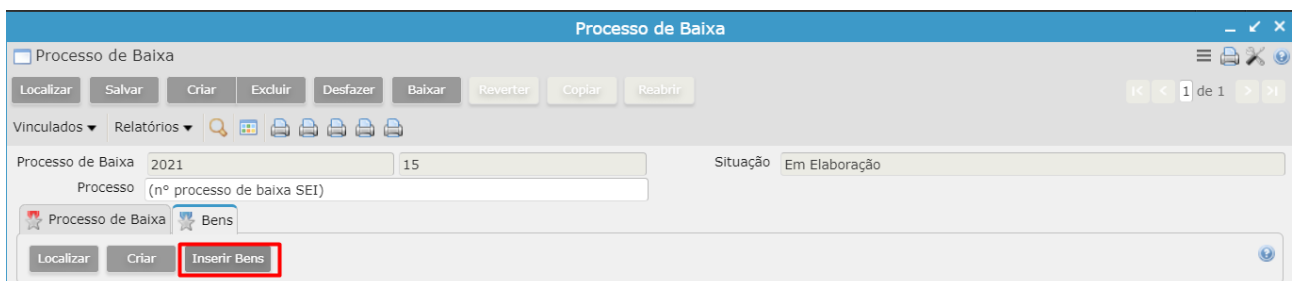 Processo de Baixa
Processo de Baixa
Localizar Salvar Criar Excluir Desfazer Baixar Reverter Copiar Reabrir 1 de 1
Vinculados Relatórios
Processo de Baixa 2021 15 Situação Em Elaboração
Processo (nº processo de baixa SEI)
Processo de Baixa Bens
Localizar Criar Inserir Bens